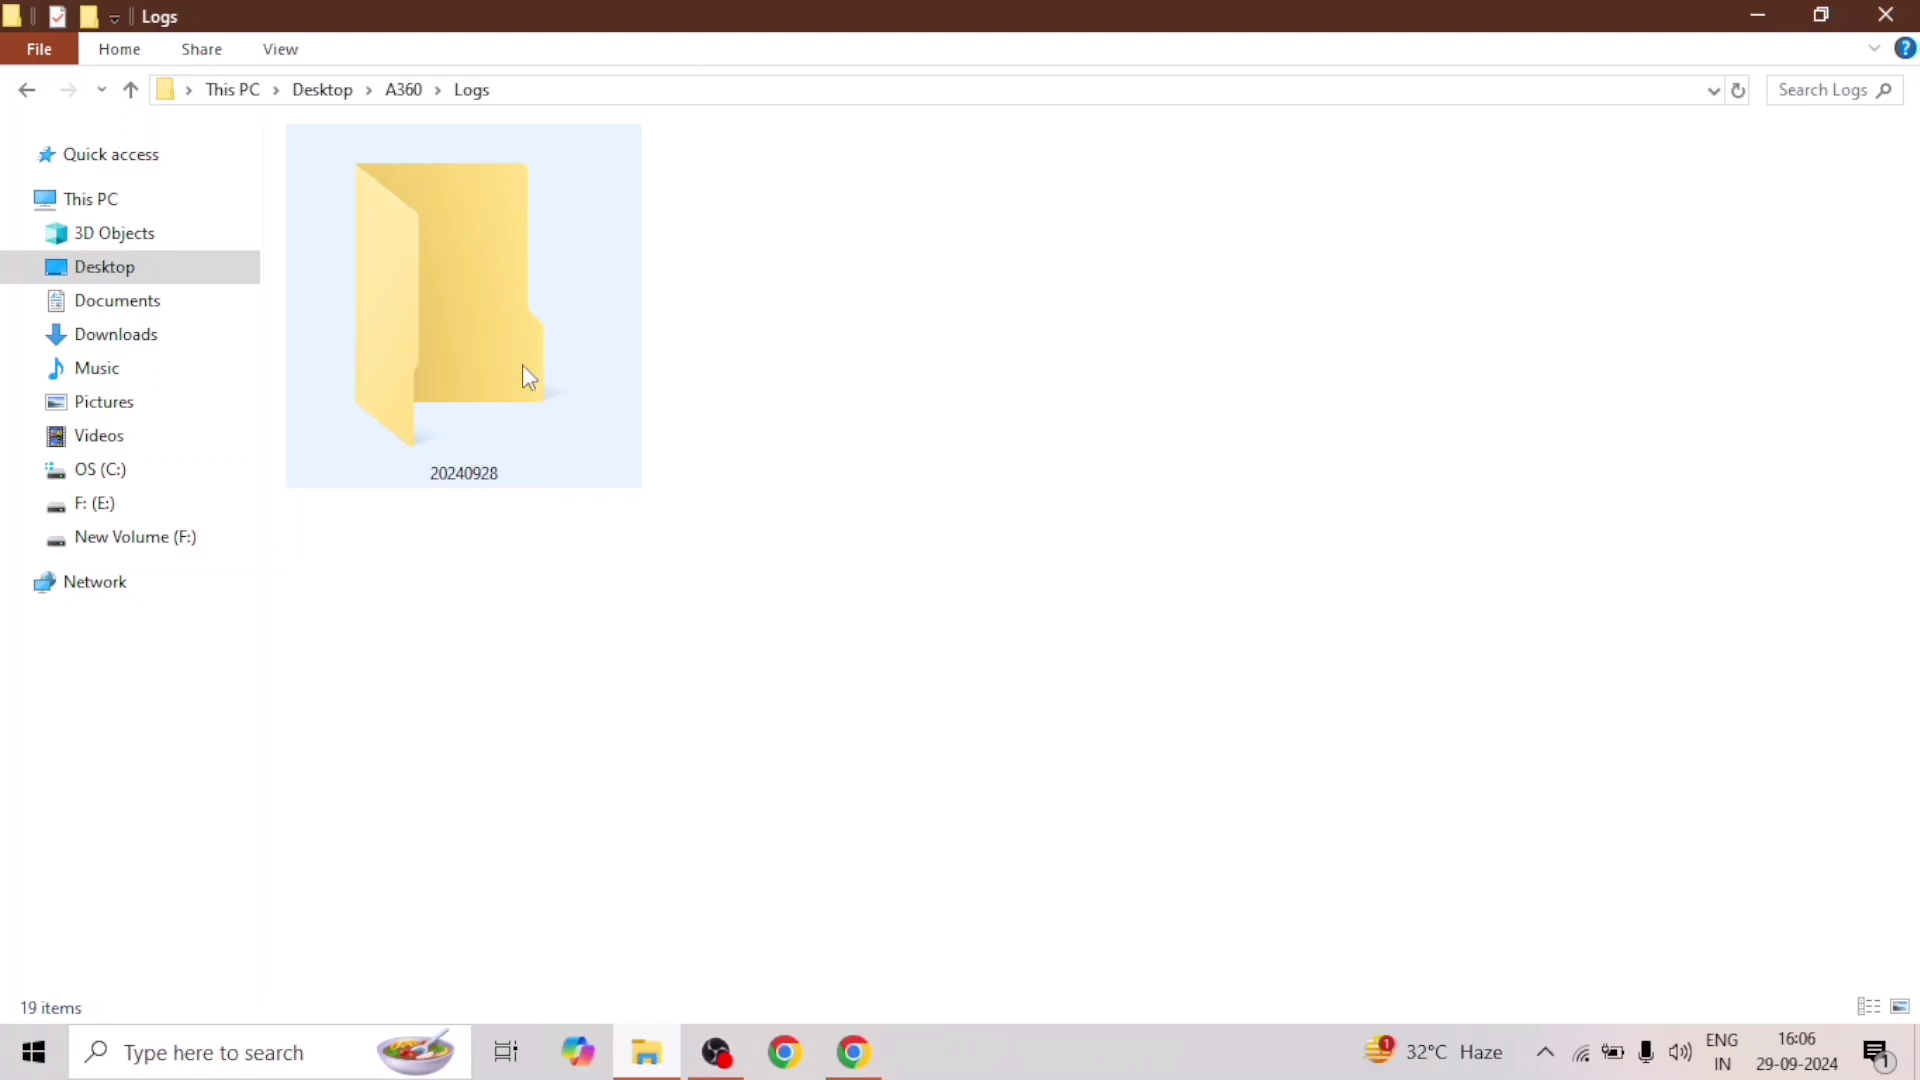 Logs
File Home Share View
This PC Desktop A360 Logs Search Logs
Quick access
This PC
3D Objects
Desktop
Documents
Downloads
Music
Pictures
Videos
OS (C:)
F: (E:)
New Volume (F:)
Network
20240928
19 items
Type here to search
1 32°C Haze
ENG
IN
16:06
29-09-2024
1